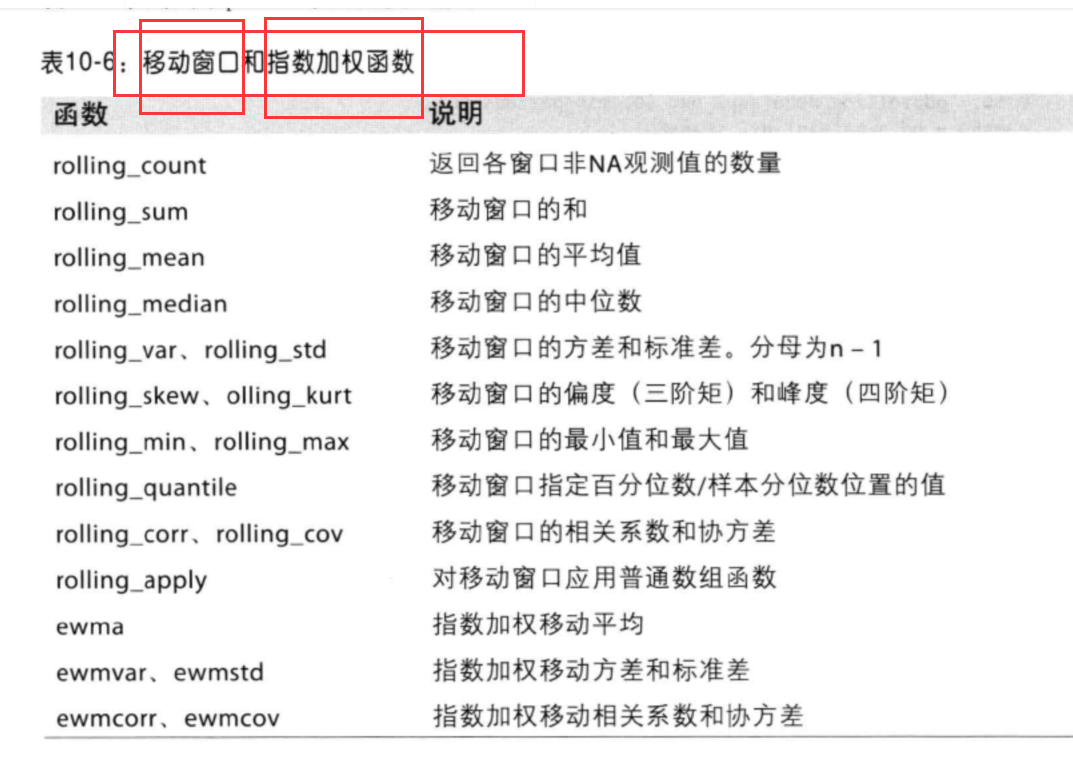 表10-6：移动窗口和指数加权函数
函数 说明
rolling_count 返回各窗口非NA观测值的数量
rolling_sum 移动窗口的和
rolling_mean 移动窗口的平均值
rolling_median 移动窗口的中位数
rolling_var、rolling_std 移动窗口的方差和标准差。分母为n – 1
rolling_skew、olling_kurt 移动窗口的偏度（三阶矩）和峰度（四阶矩）
rolling_min、rolling_max 移动窗口的最小值和最大值
rolling_quantile 移动窗口指定百分位数/样本分位数位置的值
rolling_corr、rolling_cov 移动窗口的相关系数和协方差
rolling_apply 对移动窗口应用普通数组函数
ewma 指数加权移动平均
ewmvar、ewmstd 指数加权移动方差和标准差
ewmcorr、ewmcov 指数加权移动相关系数和协方差